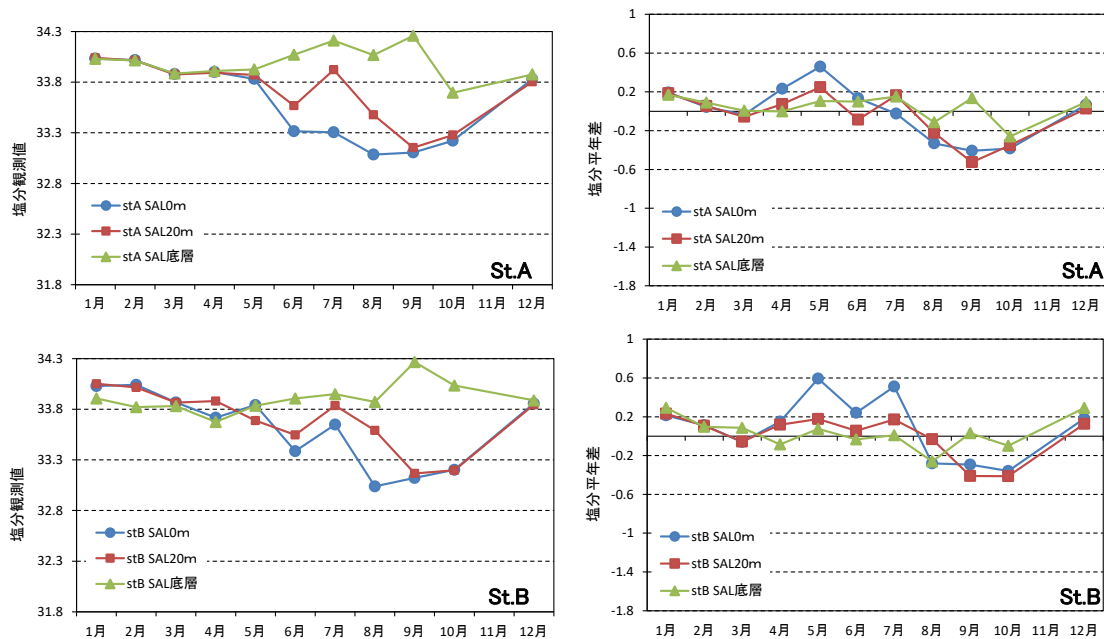 塩分観測値
34.3
33.8
33.3
32.8
32.3
31.8
stA SAL0m
stA SAL20m
stA SAL底層
St.A
1月 2月 3月 4月 5月 6月 7月 8月 9月 10月 11月 12月
塩分平年差
1
0.6
0.2
-0.2
-0.6
-1
-1.4
-1.8
stA SAL0m
stA SAL20m
stA SAL底層
St.A
1月 2月 3月 4月 5月 6月 7月 8月 9月 10月 11月 12月
塩分観測値
34.3
33.8
33.3
32.8
32.3
31.8
stB SAL0m
stB SAL20m
stB SAL底層
St.B
1月 2月 3月 4月 5月 6月 7月 8月 9月 10月 11月 12月
塩分平年差
1
0.6
0.2
-0.2
-0.6
-1
-1.4
-1.8
stB SAL0m
stB SAL20m
stB SAL底層
St.B
1月 2月 3月 4月 5月 6月 7月 8月 9月 10月 11月 12月